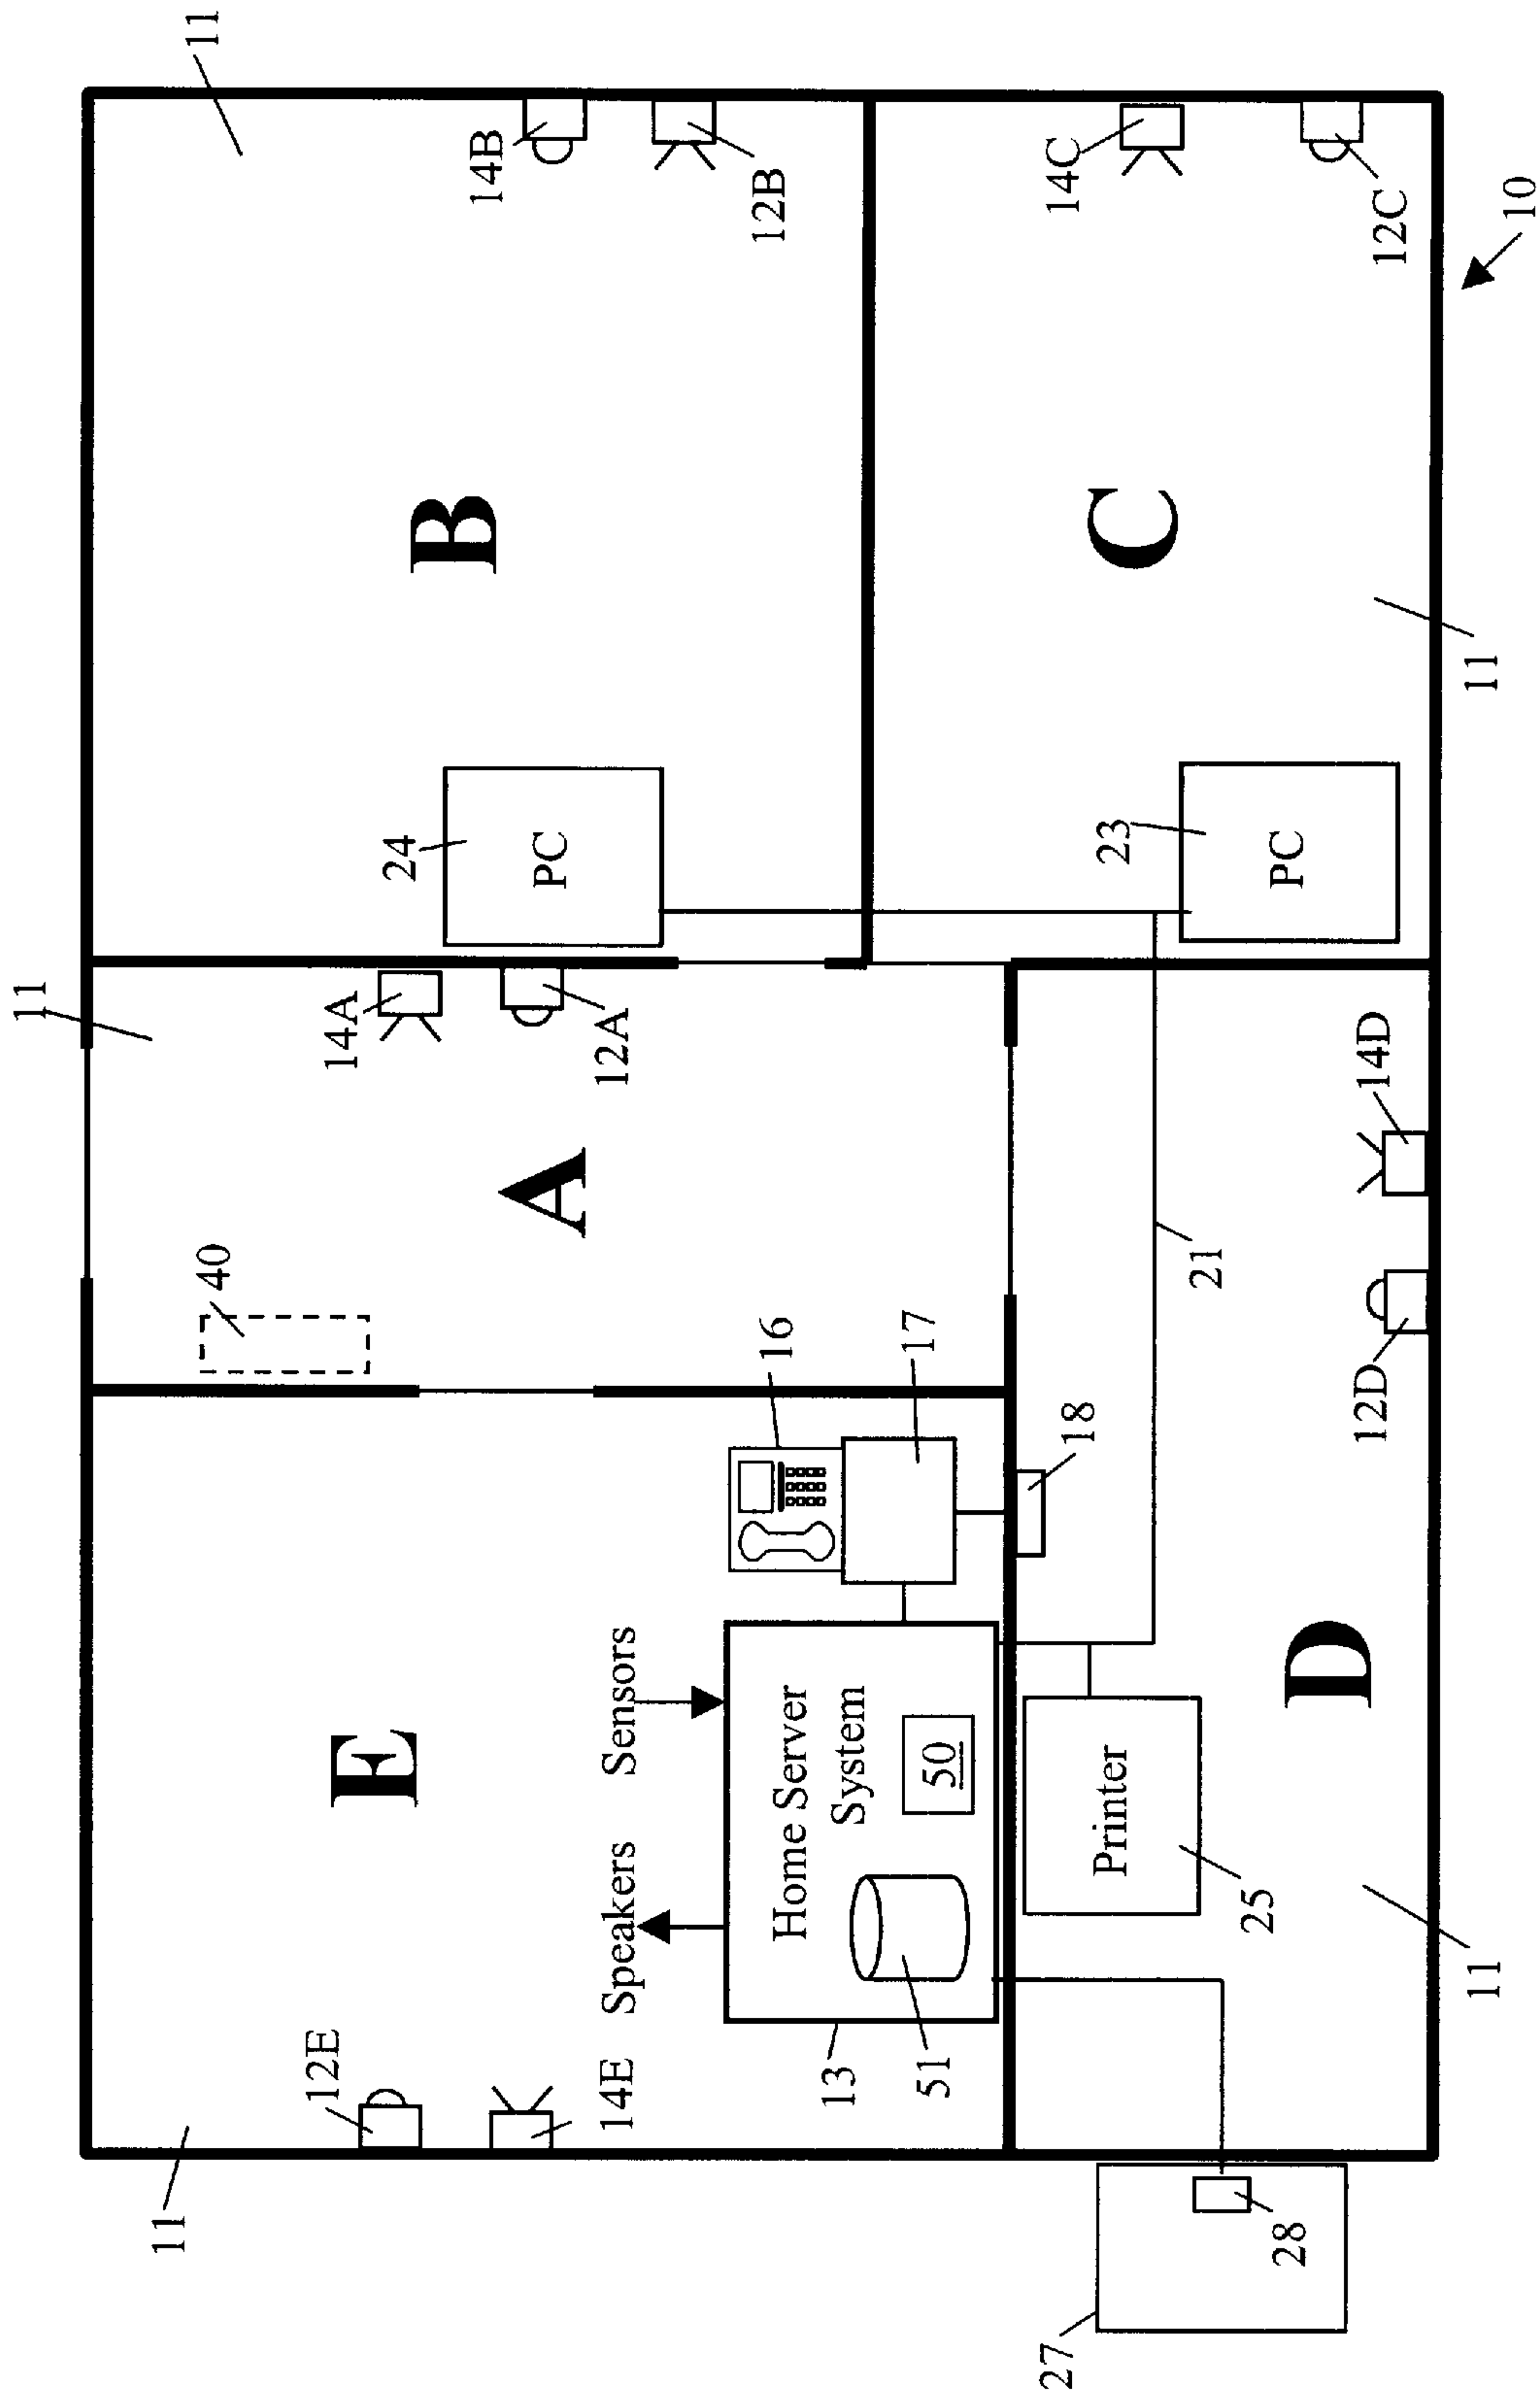 11
11
11
40
12E
14A
E
24
B
14B
A
PC
12A
14E
Speakers
Sensors
12B
16
Home Server
System
13
17
51
50
27
14C
18
Printer
23
C
21
25
PC
28
D
12D
14D
12C
11
11
10